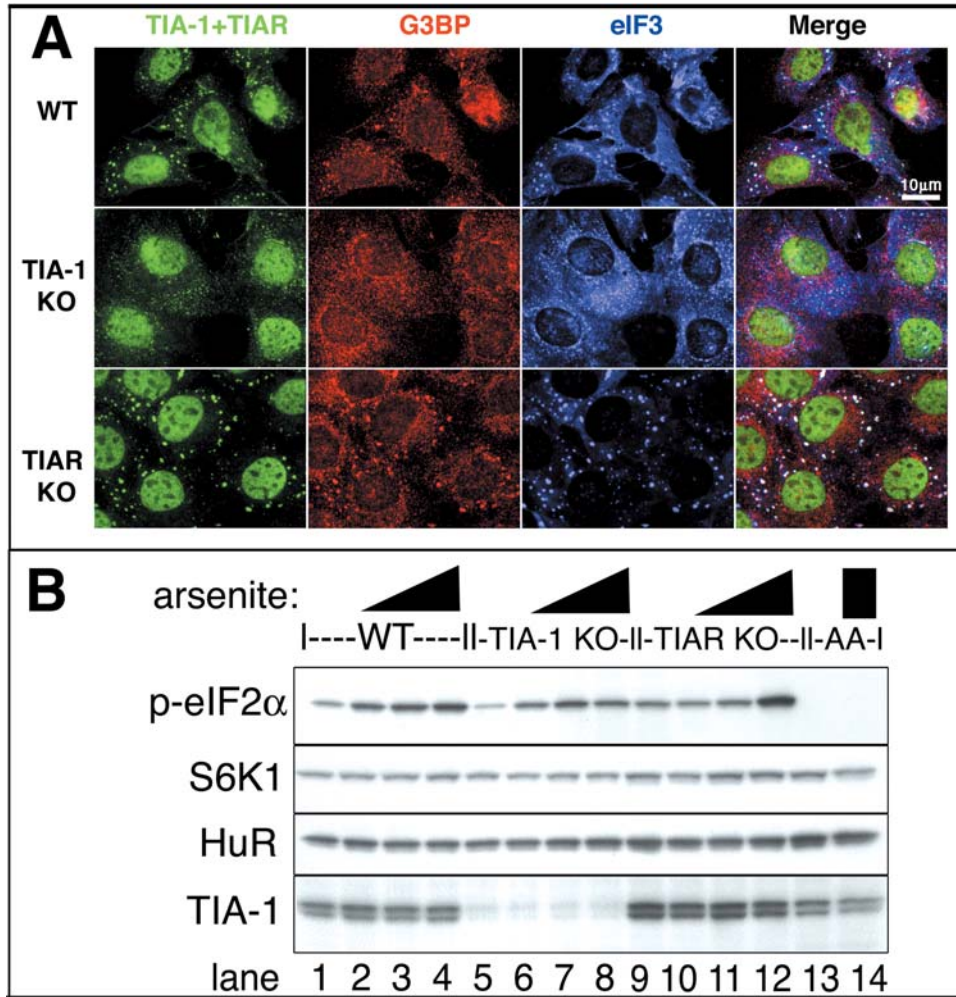 A
TIA-1+TIAR G3BP eIF3 Merge
WT
10μm
TIA-1
KO
TIAR
KO
B
arsenite:
I----WT----II-TIA-1 KO-II-TIAR KO--II-AA-I
p-eIF2α
S6K1
HuR
TIA-1
lane 1 2 3 4 5 6 7 8 9 10 11 12 13 14